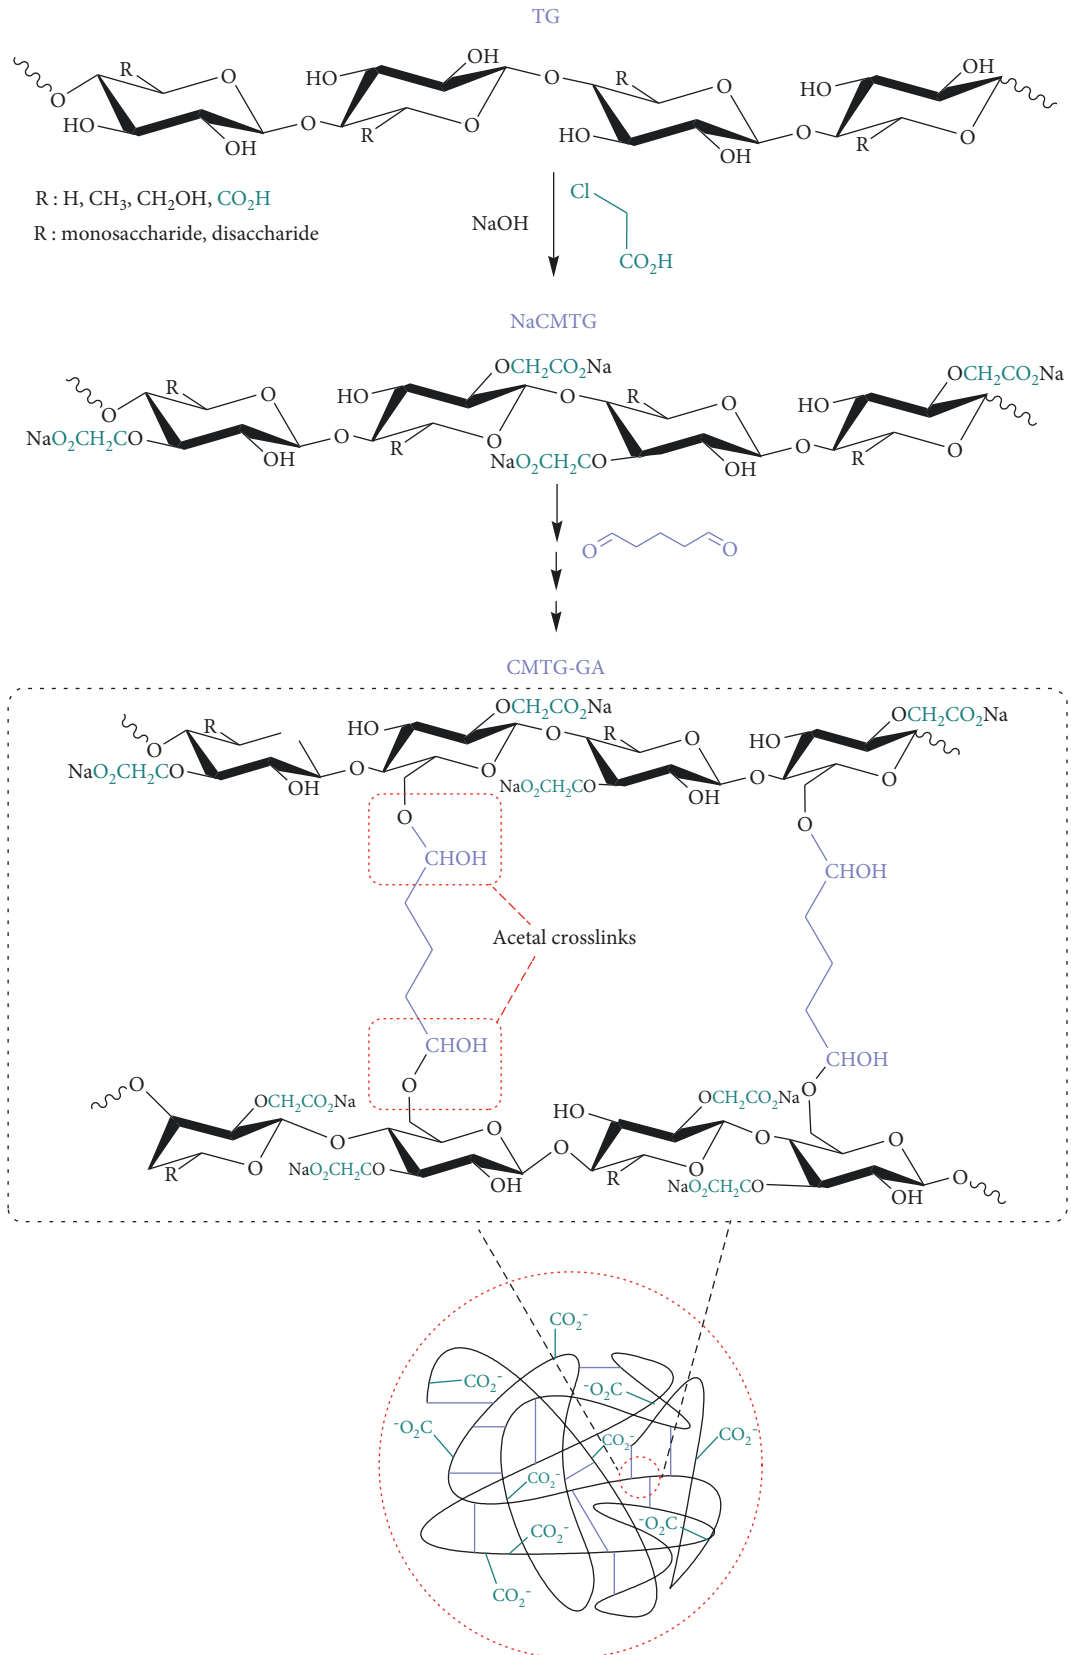 TG
R OH
O HO O R OH
HO O O HO
O R O O
HO OH HO OH R O
R : H, CH₃, CH₂OH, CO₂H
R : monosaccharide, disaccharide
Cl
NaOH
CO₂H
NaCMTG
OCH₂CO₂Na OCH₂CO₂Na
R HO O R HO
O O O
NaO₂CH₂CO O R O O O
OH NaO₂CH₂CO OH R
O O
CMTG-GA
OCH₂CO₂Na OCH₂CO₂Na
R HO O R HO
O O
NaO₂CH₂CO O O O O
OH NaO₂CH₂CO OH
O O
CHOH CHOH
Acetal crosslinks
CHOH CHOH
O O O
OCH₂CO₂Na OCH₂CO₂Na
HO
O O O O O
R O NaO₂CH₂CO O
OH R NaO₂CH₂CO OH O
CO₂⁻
CO₂⁻ ⁻O₂C
⁻O₂C CO₂⁻ CO₂⁻
CO₂⁻
CO₂⁻ ⁻O₂C
CO₂⁻